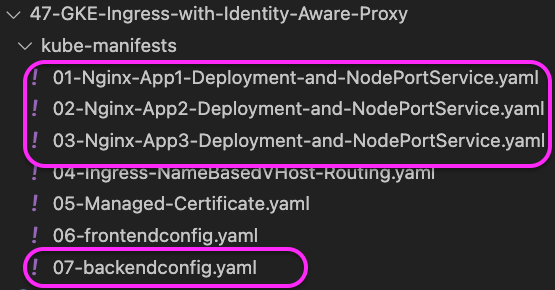 47-GKE-Ingress-with-Identity-Aware-Proxy
kube-manifests
! 01-Nginx-App1-Deployment-and-NodePortService.yaml
! 02-Nginx-App2-Deployment-and-NodePortService.yaml
! 03-Nginx-App3-Deployment-and-NodePortService.yaml
! 04-Ingress-NameBasedVHost-Routing.yaml
! 05-Managed-Certificate.yaml
! 06-frontendconfig.yaml
! 07-backendconfig.yaml